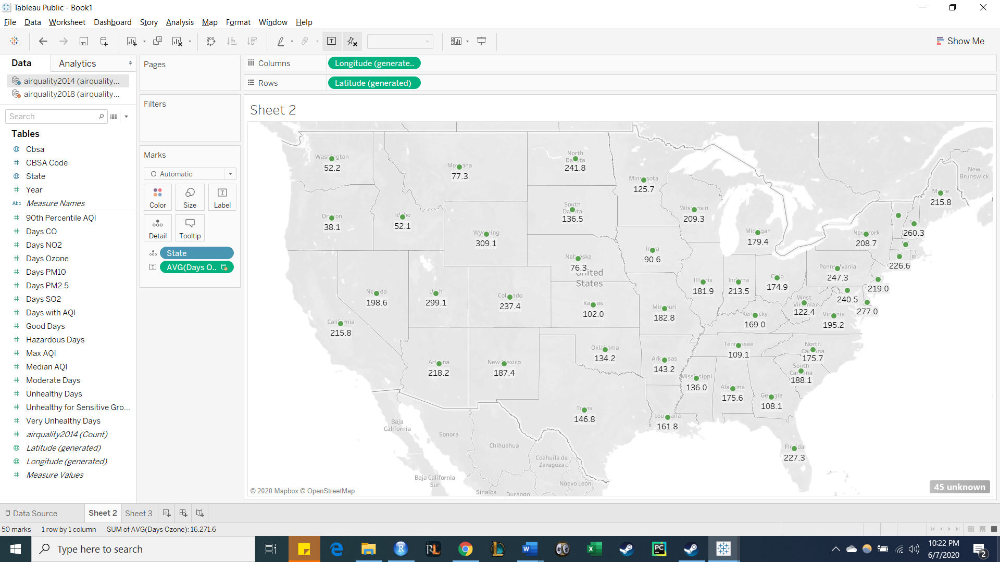 Tableau Public - Book1
File Data Worksheet Dashboard Story Analysis Map Format Window Help
Show Me
Data Analytics
airquality2014 (airquality...
airquality2018 (airquality...
Search
Tables
Cbsa
CBSA Code
State
Year
Abc Measure Names
90th Percentile AQI
Days CO
Days NO2
Days Ozone
Days PM10
Days PM2.5
Days SO2
Days with AQI
Good Days
Hazardous Days
Max AQI
Median AQI
Moderate Days
Unhealthy Days
Unhealthy for Sensitive Gro...
Very Unhealthy Days
airquality2014 (Count)
Latitude (generated)
Longitude (generated)
Measure Values
Pages
Filters
Marks
Automatic
Color Size Label
Detail Tooltip
State
AVG(Days O..
Columns Longitude (generate..
Rows Latitude (generated)
Sheet 2
Washington
52.2
Montana
77.3
North
Dakota
241.8
Minnesota
125.7
New
Brunswick
Maine
215.8
Oregon
38.1
Idaho
52.1
Wyoming
309.1
South
Dakota
136.5
Wisconsin
209.3
Michigan
179.4
New York
208.7
260.3
Iowa
90.6
Nebraska
76.3
United
States
RI
226.6
Pennsylvania
247.3
219.0
Nevada
198.6
Utah
299.1
Colorado
237.4
Kansas
102.0
Missouri
182.8
Illinois
181.9
Indiana
213.5
Ohio
174.9
West
Virginia
122.4
240.5
277.0
Kentucky
169.0
Virginia
195.2
California
215.8
Arizona
218.2
New Mexico
187.4
Oklahoma
134.2
Arkansas
143.2
Tennessee
109.1
North
Carolina
175.7
South
Carolina
188.1
Mississippi
136.0
Alabama
175.6
Georgia
108.1
Texas
146.8
Louisiana
161.8
Florida
227.3
Baja
California
Sonora
Chihuahua
Coahuila de
Zaragoza
Baja California
Sur
Sinaloa
Durango
Nuevo León
© 2020 Mapbox © OpenStreetMap
45 unknown
Data Source Sheet 2 Sheet 3
50 marks 1 row by 1 column SUM of AVG(Days Ozone): 16,271.6
Type here to search
10:22 PM
6/7/2020
2